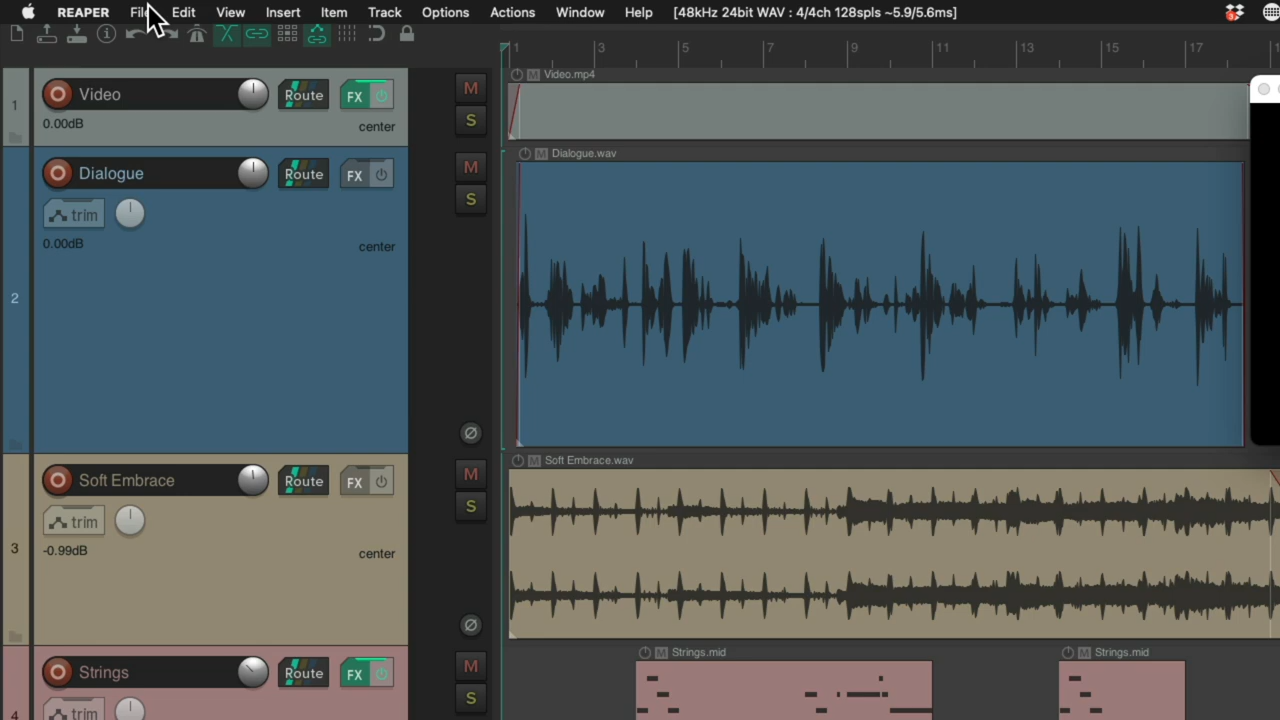 REAPER File Edit View Insert Item Track Options Actions Window Help [48kHz 24bit WAV : 4/4ch 128spls ~5.9/5.6ms] 3
1 3 5 7 9 11 13 15 17
1 Video Route FX M
S
0.00dB center
Video.mp4
2 Dialogue Route FX M
S
trim
0.00dB center
Dialogue.wav
3 Soft Embrace Route FX M
S
trim
-0.99dB center
Soft Embrace.wav
4 Strings Route FX M
S
trim
Strings.mid Strings.mid